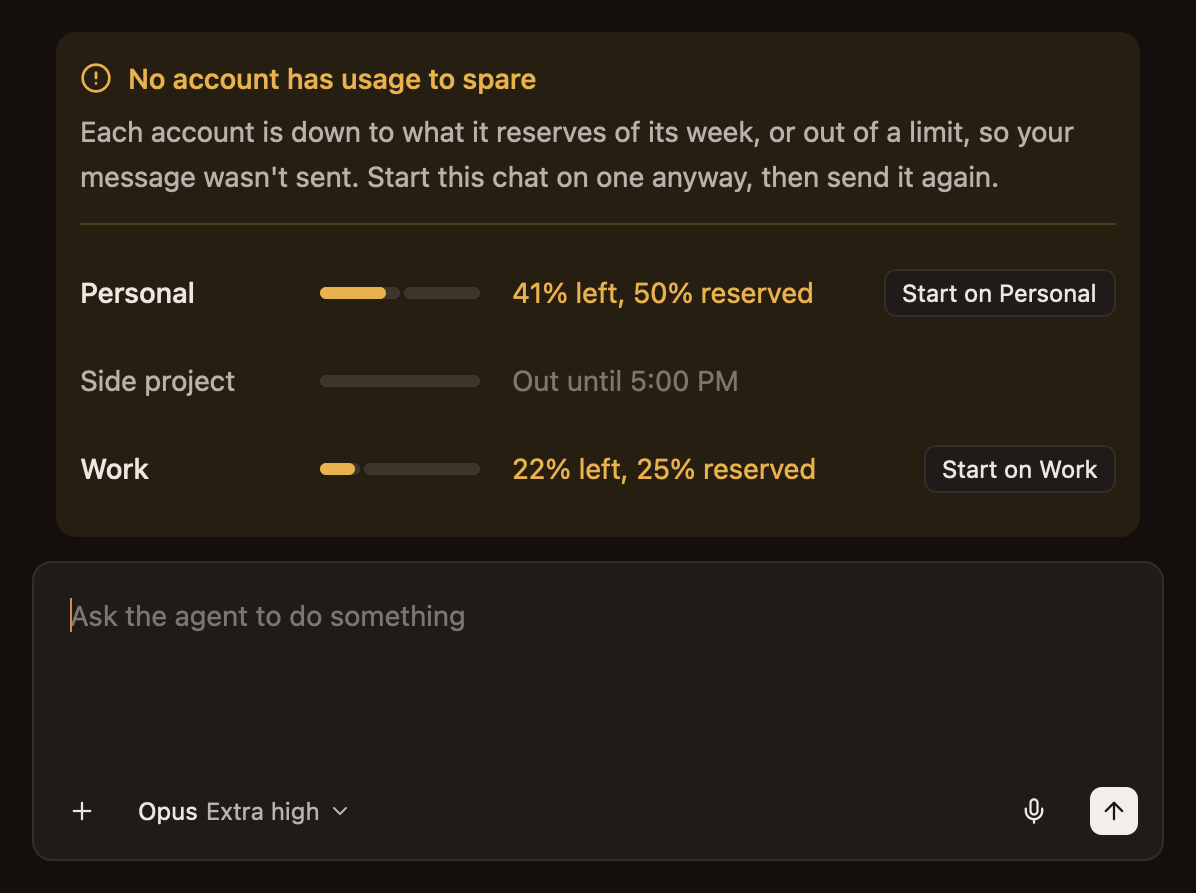 No account has usage to spare
Each account is down to what it reserves of its week, or out of a limit, so your
message wasn't sent. Start this chat on one anyway, then send it again.
Personal
41% left, 50% reserved
Start on Personal
Side project
Out until 5:00 PM
Work
22% left, 25% reserved
Start on Work
Ask the agent to do something
Opus Extra high